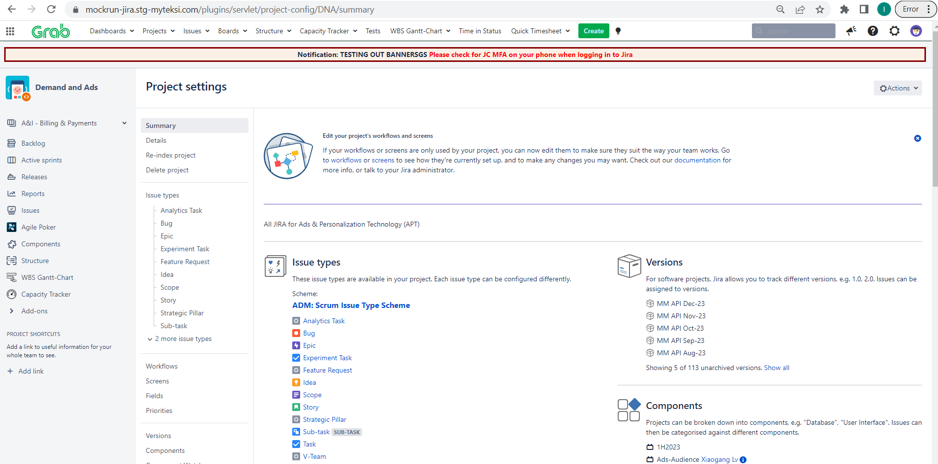 mockrun-jira.stg-myteksi.com/plugins/servlet/project-config/DNA/summary
I
Error
Grab
Dashboards
Projects
Issues
Boards
Structure
Capacity Tracker
Tests
WBS Gantt-Chart
Time in Status
Quick Timesheet
Create
Notification: TESTING OUT BANNERSGS Please check for JC MFA on your phone when logging in to Jira
Demand and Ads
A&I - Billing & Payments
Backlog
Active sprints
Releases
Reports
Issues
Agile Poker
Components
Structure
WBS Gantt-Chart
Capacity Tracker
Add-ons
PROJECT SHORTCUTS
Add a link to useful information for your
whole team to see.
+ Add link
Project settings
Actions
Summary
Details
Re-index project
Delete project
Issue types
Analytics Task
Bug
Epic
Experiment Task
Feature Request
Idea
Scope
Story
Strategic Pillar
Sub-task
2 more issue types
Workflows
Screens
Fields
Priorities
Versions
Components
Edit your project's workflows and screens
If your workflows or screens are only used by your project, you can now edit them to make sure they suit the way your team works. Go
to workflows or screens to see how they're currently set up, and to make any changes you may want. Check out our documentation for
more info, or talk to your Jira administrator.
All JIRA for Ads & Personalization Technology (APT)
Issue types
These issue types are available in your project. Each issue type can be configured differently.
Scheme:
ADM: Scrum Issue Type Scheme
Analytics Task
Bug
Epic
Experiment Task
Feature Request
Idea
Scope
Story
Strategic Pillar
Sub-task SUB-TASK
Task
V-Team
Versions
For software projects, Jira allows you to track different versions, e.g. 1.0, 2.0. Issues can be
assigned to versions.
MM API Dec-23
MM API Nov-23
MM API Oct-23
MM API Sep-23
MM API Aug-23
Showing 5 of 113 unarchived versions. Show all
Components
Projects can be broken down into components, e.g. "Database", "User Interface". Issues can
then be categorised against different components.
1H2023
Ads-Audience Xiaogang Lv